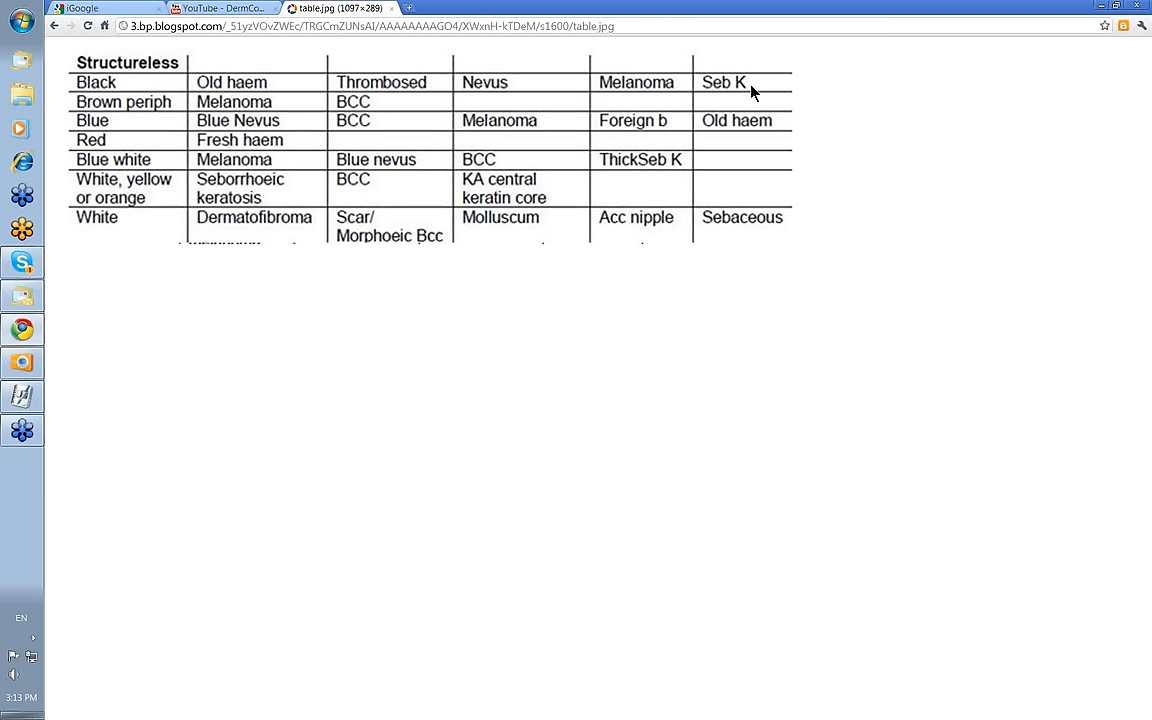 iGoogle
YouTube - DermCo...
table.jpg (1097×289)
3.bp.blogspot.com/_51yzVOvZWEc/TRGCmZUNsAI/AAAAAAAAGO4/XWxnH-kTDeM/s1600/table.jpg
Structureless
Black Old haem Thrombosed Nevus Melanoma Seb K
Brown periph Melanoma BCC
Blue Blue Nevus BCC Melanoma Foreign b Old haem
Red Fresh haem
Blue white Melanoma Blue nevus BCC ThickSeb K
White, yellow Seborrhoeic BCC KA central
or orange keratosis keratin core
White Dermatofibroma Scar/ Molluscum Acc nipple Sebaceous
Morphoeic Bcc
EN
3:13 PM